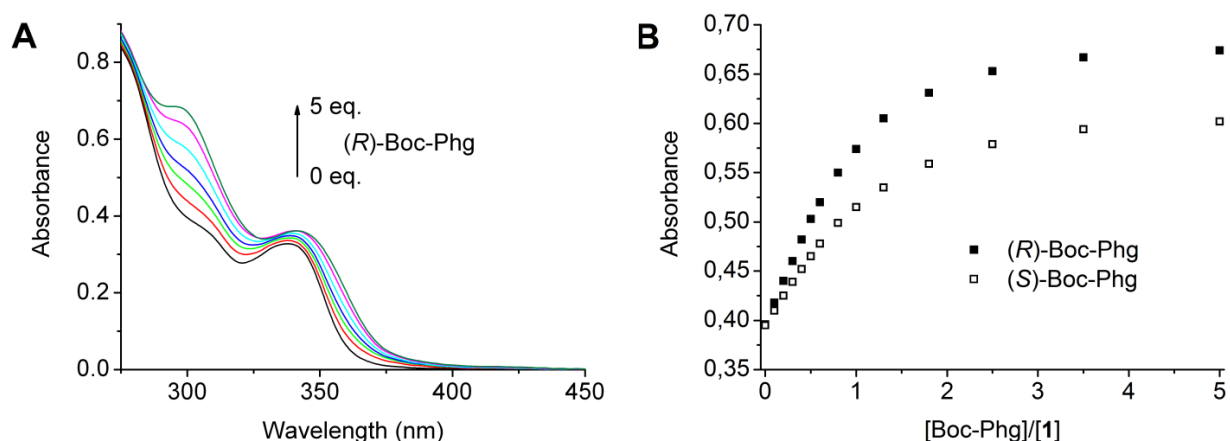 A
Absorbance
0.8
0.6
0.4
0.2
0.0
300
350
400
450
Wavelength (nm)
5 eq.
(R)-Boc-Phg
0 eq.
B
Absorbance
0,70
0,65
0,60
0,55
0,50
0,45
0,40
0,35
0
1
2
3
4
5
[Boc-Phg]/[1]
(R)-Boc-Phg
(S)-Boc-Phg